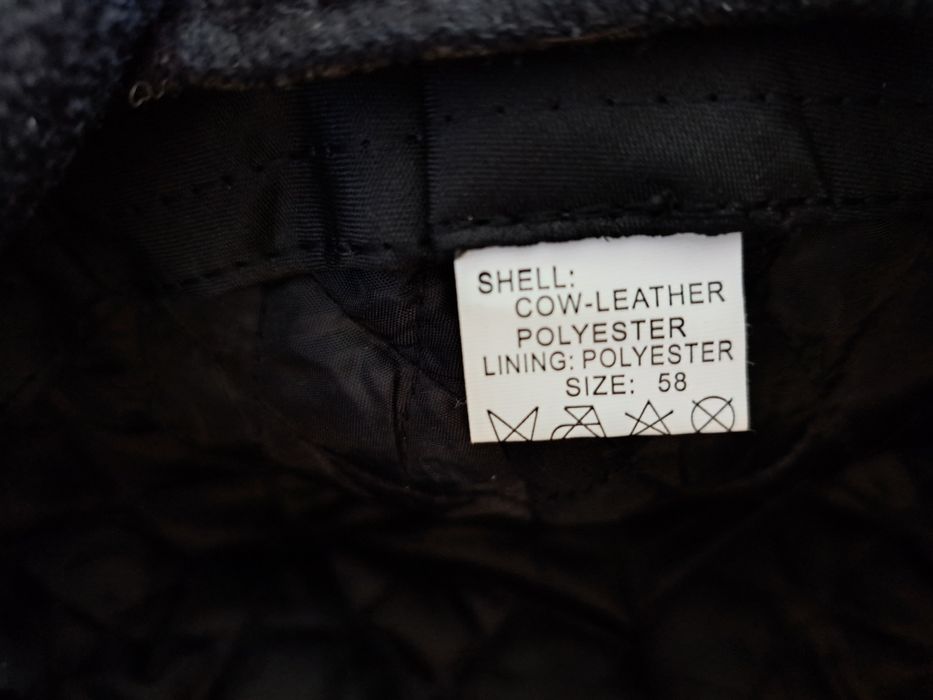 SHELL:
COW-LEATHER
POLYESTER
LINING: POLYESTER
SIZE: 58